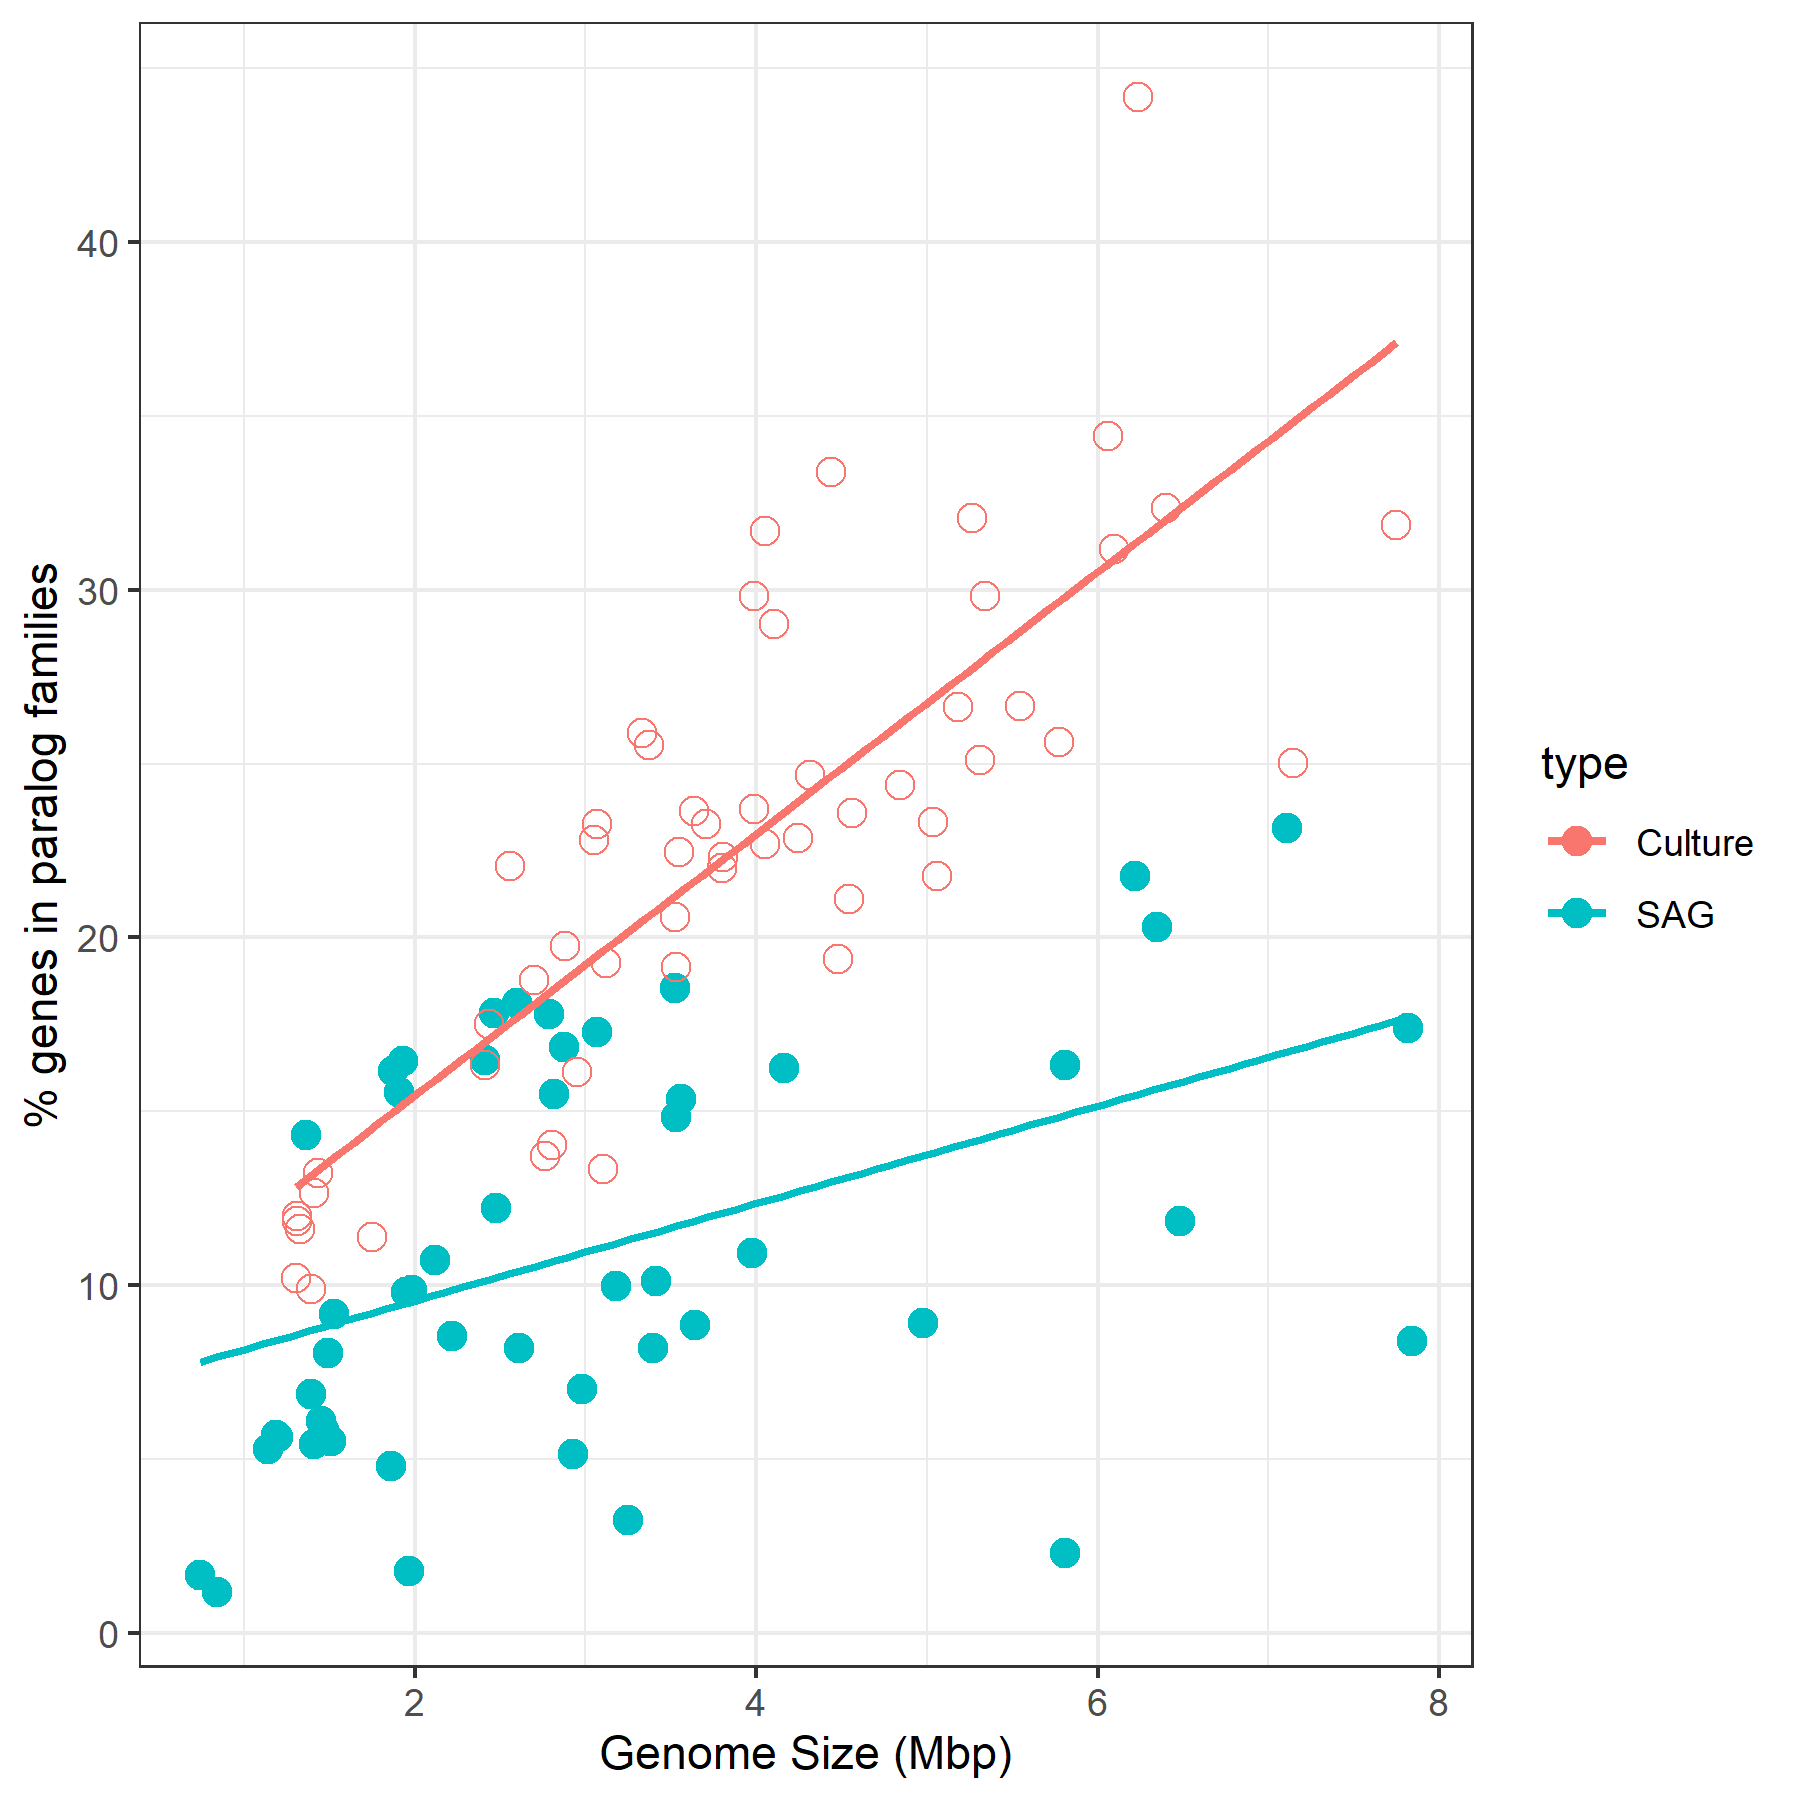 % genes in paralog families
40
30
20
10
0
2 4 6 8
Genome Size (Mbp)
type
Culture
SAG